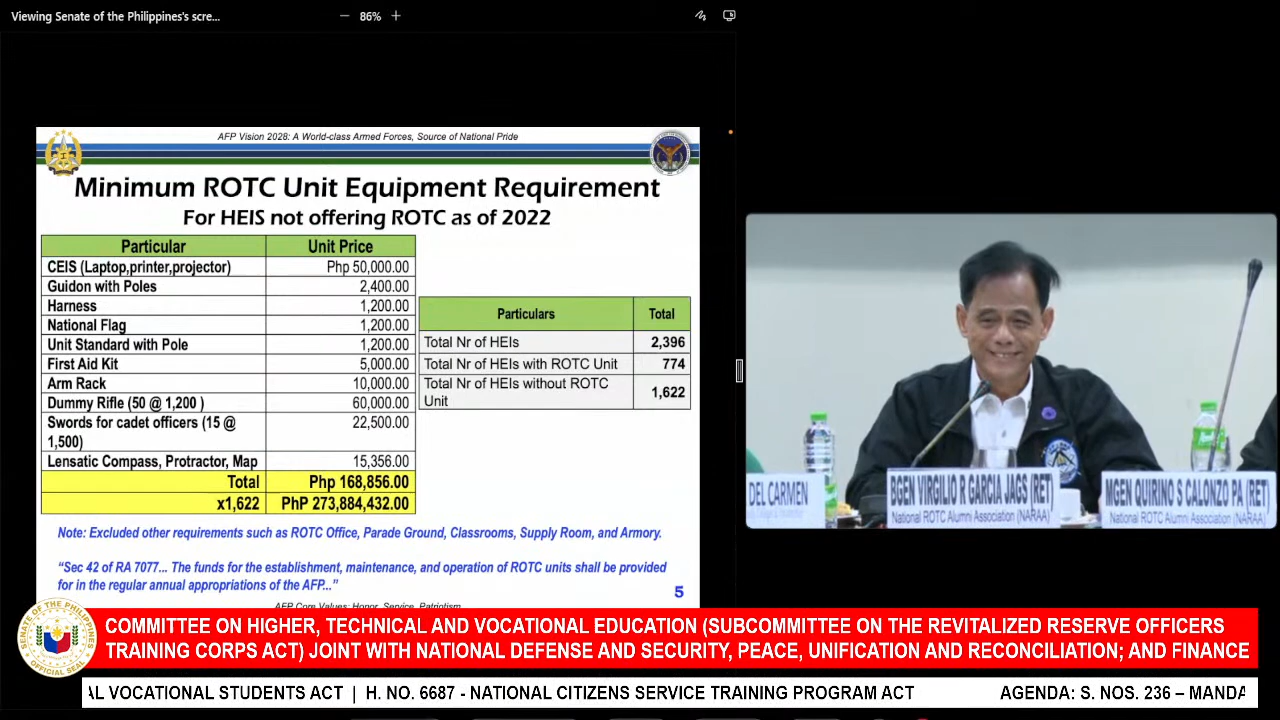 Viewing Senate of the Philippines's scre...
86%
AFP Vision 2028: A World-class Armed Forces, Source of National Pride
Minimum ROTC Unit Equipment Requirement
For HEIS not offering ROTC as of 2022
Particular Unit Price
CEIS (Laptop,printer,projector) Php 50,000.00
Guidon with Poles 2,400.00
Harness 1,200.00
National Flag 1,200.00
Unit Standard with Pole 1,200.00
First Aid Kit 5,000.00
Arm Rack 10,000.00
Dummy Rifle (50 @ 1,200 ) 60,000.00
Swords for cadet officers (15 @ 22,500.00
1,500)
Lensatic Compass, Protractor, Map 15,356.00
Total Php 168,856.00
x1,622 PhP 273,884,432.00
Particulars Total
Total Nr of HEIs 2,396
Total Nr of HEIs with ROTC Unit 774
Total Nr of HEIs without ROTC 1,622
Unit
Note: Excluded other requirements such as ROTC Office, Parade Ground, Classrooms, Supply Room, and Armory.
“Sec 42 of RA 7077... The funds for the establishment, maintenance, and operation of ROTC units shall be provided
for in the regular annual appropriations of the AFP...”
5
AFP Core Values: Honor, Service, Patriotism
DEL CARMEN
BGEN VIRGILIO R GARCIA JAGS (RET)
National ROTC Alumni Association (NARAA)
MGEN QUIRINO S CALONZO PA (RET)
National ROTC Alumni Association (NARAA)
SENATE OF THE PHILIPPINES
OFFICIAL SEAL
COMMITTEE ON HIGHER, TECHNICAL AND VOCATIONAL EDUCATION (SUBCOMMITTEE ON THE REVITALIZED RESERVE OFFICERS
TRAINING CORPS ACT) JOINT WITH NATIONAL DEFENSE AND SECURITY, PEACE, UNIFICATION AND RECONCILIATION; AND FINANCE
AL VOCATIONAL STUDENTS ACT | H. NO. 6687 - NATIONAL CITIZENS SERVICE TRAINING PROGRAM ACT AGENDA: S. NOS. 236 – MANDA